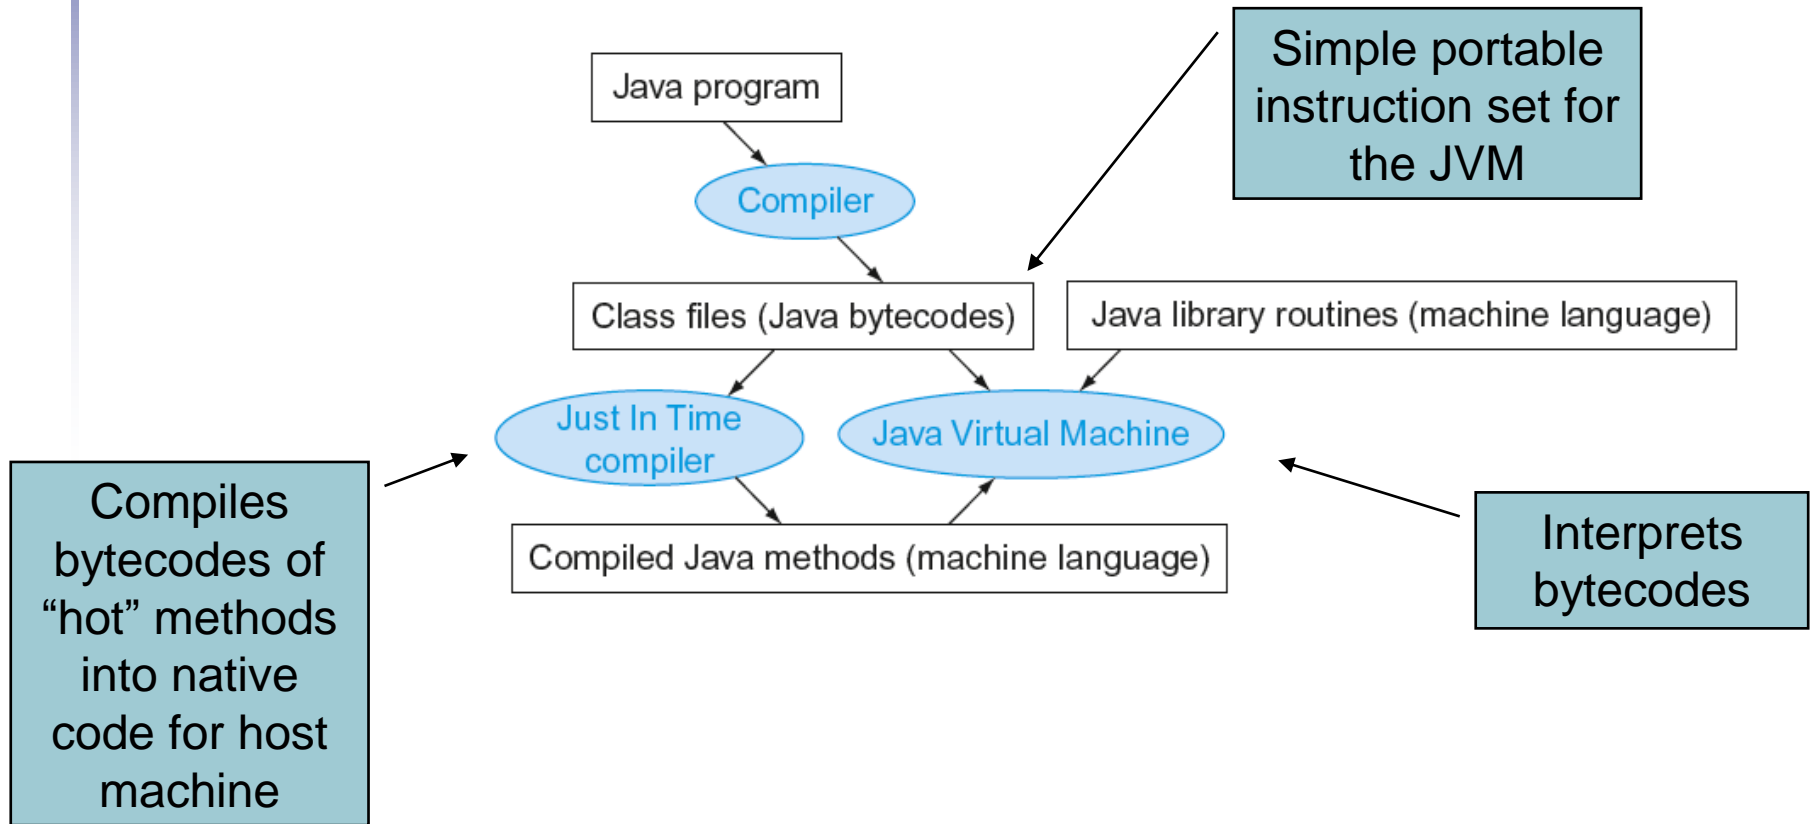 Java program
Simple portable
instruction set for
the JVM
Compiler
Class files (Java bytecodes)
Java library routines (machine language)
Just In Time
compiler
Java Virtual Machine
Compiles
bytecodes of
“hot” methods
into native
code for host
machine
Compiled Java methods (machine language)
Interprets
bytecodes